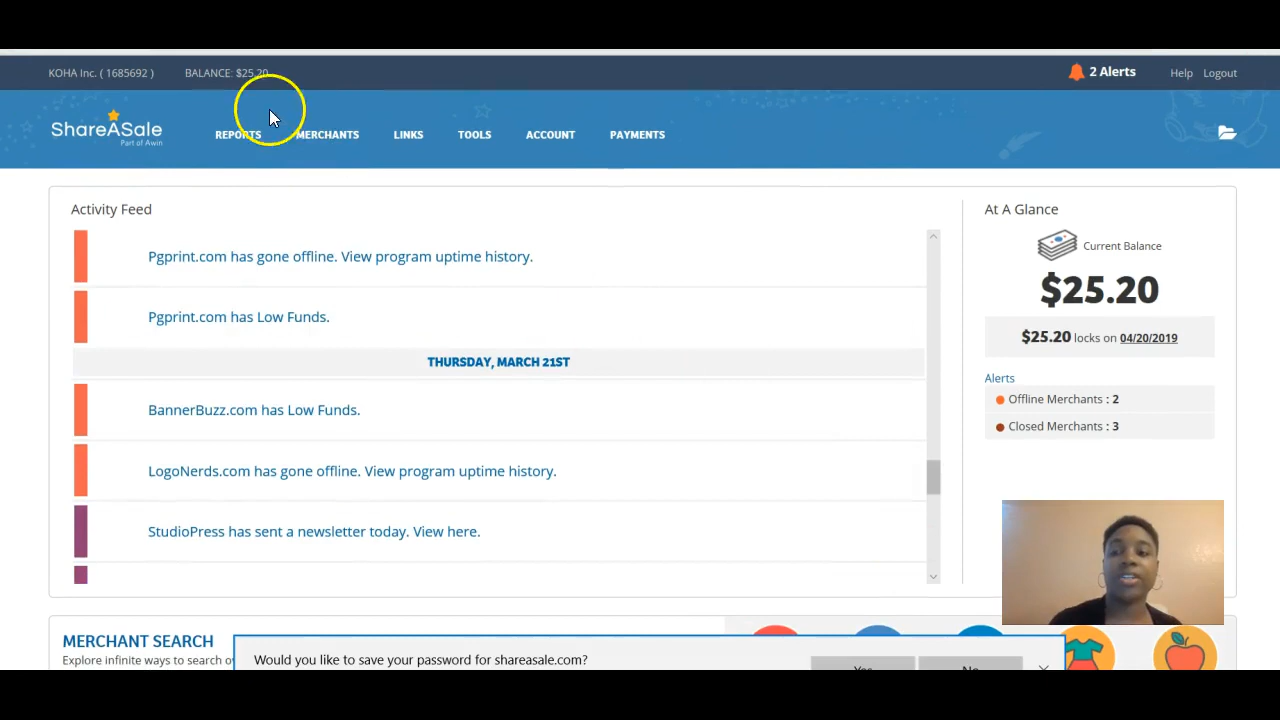 KOHA Inc. ( 1685692 )
BALANCE: $25.20
2 Alerts
Help
Logout
ShareASale
Part of Awin
REPORTS
MERCHANTS
LINKS
TOOLS
ACCOUNT
PAYMENTS
Activity Feed
Pgprint.com has gone offline. View program uptime history.
Pgprint.com has Low Funds.
THURSDAY, MARCH 21ST
BannerBuzz.com has Low Funds.
LogoNerds.com has gone offline. View program uptime history.
StudioPress has sent a newsletter today. View here.
At A Glance
Current Balance
$25.20
$25.20 locks on 04/20/2019
Alerts
Offline Merchants : 2
Closed Merchants : 3
MERCHANT SEARCH
Explore infinite ways to search
Would you like to save your password for shareasale.com?
Yes
No